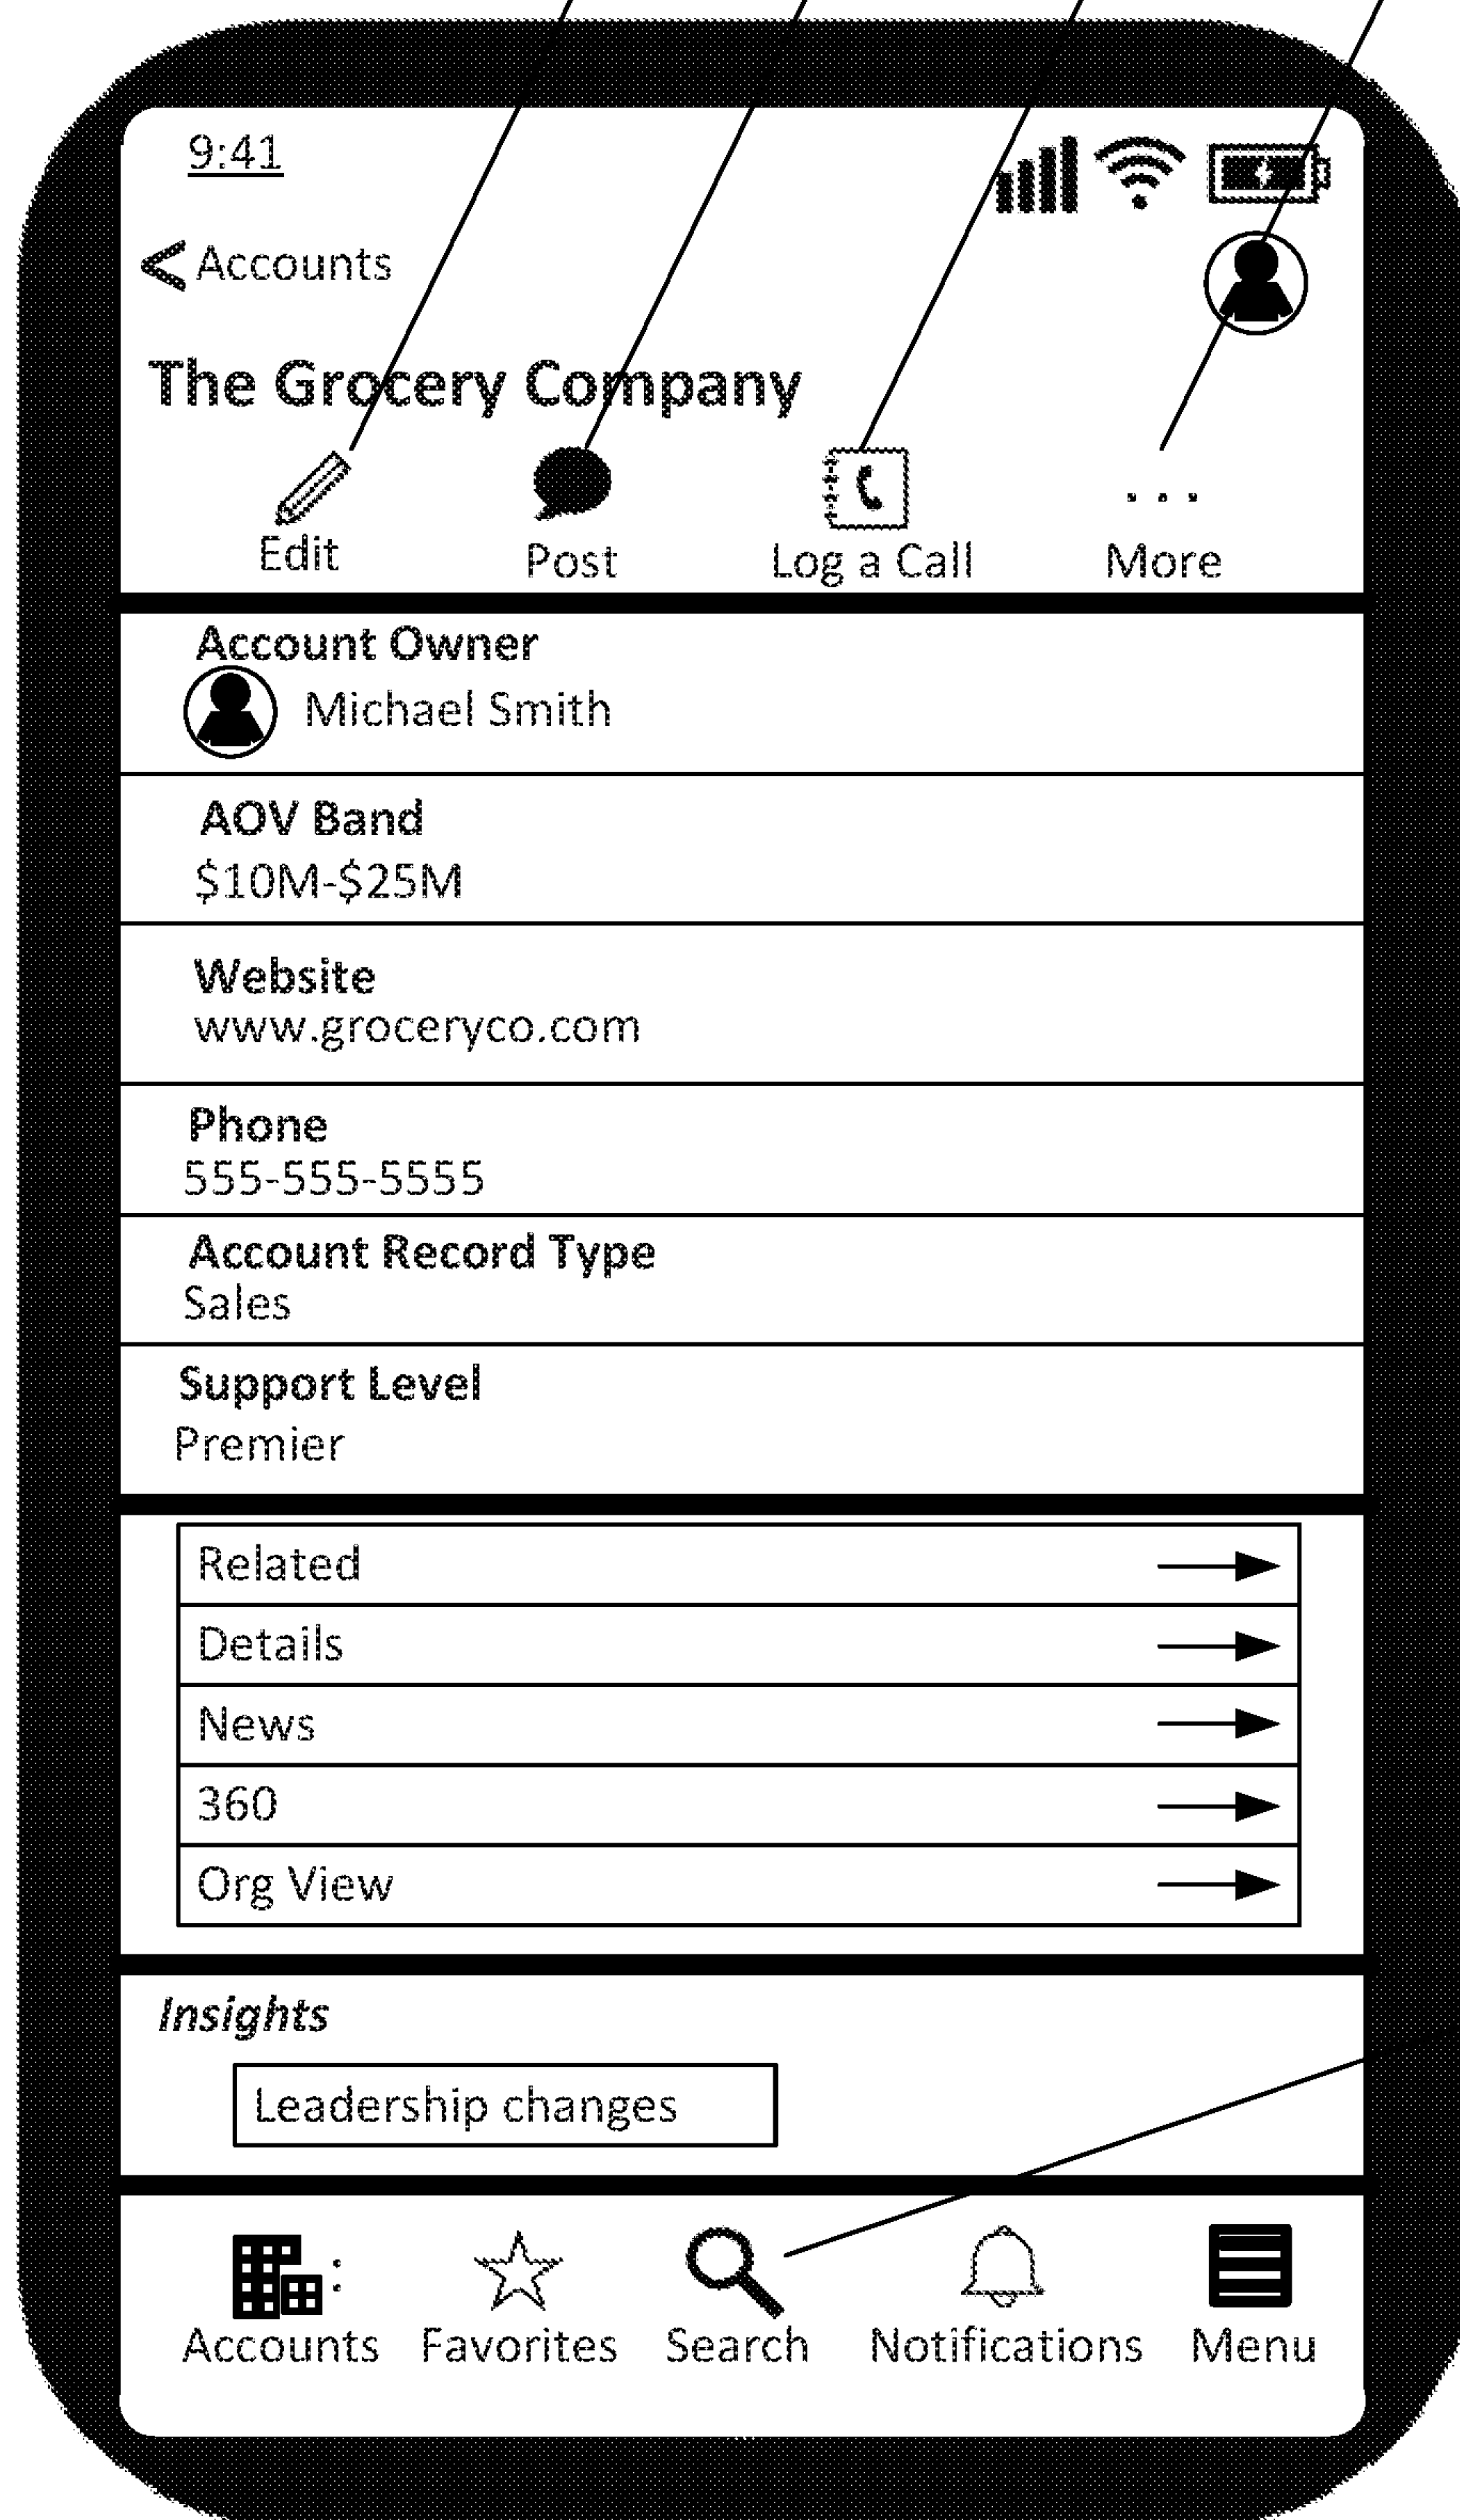 9:41
< Accounts
The Grocery Company
Edit Post Log a Call More
Account Owner
Michael Smith
AOV Band
$10M-$25M
Website
www.groceryco.com
Phone
555-555-5555
Account Record Type
Sales
Support Level
Premier
Related
Details
News
360
Org View
Insights
Leadership changes
Accounts Favorites Search Notifications Menu